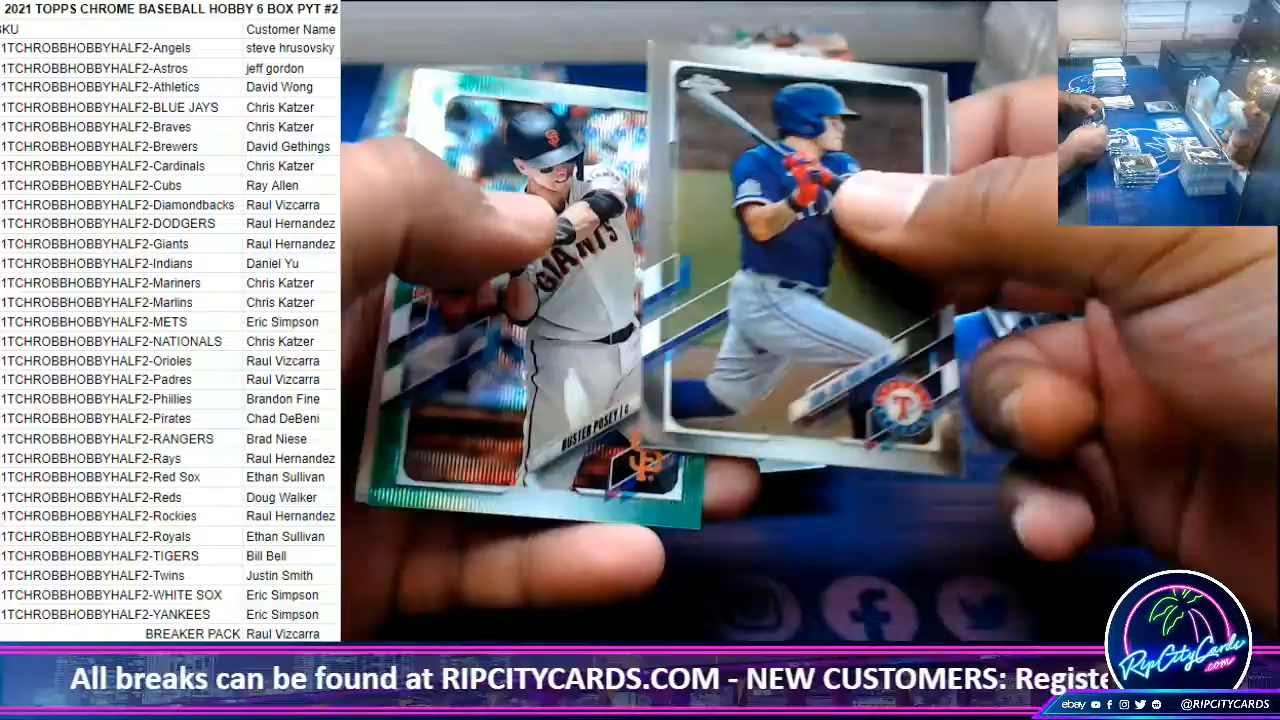 2021 TOPPS CHROME BASEBALL HOBBY 6 BOX PYT #2
SKU Customer Name
1TCHROBBHOBBYHALF2-Angels steve hrusovsky
1TCHROBBHOBBYHALF2-Astros jeff gordon
1TCHROBBHOBBYHALF2-Athletics David Wong
1TCHROBBHOBBYHALF2-BLUE JAYS Chris Katzer
1TCHROBBHOBBYHALF2-Braves Chris Katzer
1TCHROBBHOBBYHALF2-Brewers David Gethings
1TCHROBBHOBBYHALF2-Cardinals Chris Katzer
1TCHROBBHOBBYHALF2-Cubs Ray Allen
1TCHROBBHOBBYHALF2-Diamondbacks Raul Vizcarra
1TCHROBBHOBBYHALF2-DODGERS Raul Hernandez
1TCHROBBHOBBYHALF2-Giants Raul Hernandez
1TCHROBBHOBBYHALF2-Indians Daniel Yu
1TCHROBBHOBBYHALF2-Mariners Chris Katzer
1TCHROBBHOBBYHALF2-Marlins Chris Katzer
1TCHROBBHOBBYHALF2-METS Eric Simpson
1TCHROBBHOBBYHALF2-NATIONALS Chris Katzer
1TCHROBBHOBBYHALF2-Orioles Raul Vizcarra
1TCHROBBHOBBYHALF2-Padres Raul Vizcarra
1TCHROBBHOBBYHALF2-Phillies Brandon Fine
1TCHROBBHOBBYHALF2-Pirates Chad DeBeni
1TCHROBBHOBBYHALF2-RANGERS Brad Niese
1TCHROBBHOBBYHALF2-Rays Raul Hernandez
1TCHROBBHOBBYHALF2-Red Sox Ethan Sullivan
1TCHROBBHOBBYHALF2-Reds Doug Walker
1TCHROBBHOBBYHALF2-Rockies Raul Hernandez
1TCHROBBHOBBYHALF2-Royals Ethan Sullivan
1TCHROBBHOBBYHALF2-TIGERS Bill Bell
1TCHROBBHOBBYHALF2-Twins Justin Smith
1TCHROBBHOBBYHALF2-WHITE SOX Eric Simpson
1TCHROBBHOBBYHALF2-YANKEES Eric Simpson
BREAKER PACK Raul Vizcarra
GIANTS
BUSTER POSEY | C
SF
T
All breaks can be found at RIPCITYCARDS.COM - NEW CUSTOMERS: Registe
RipCityCards
.com
ebay @RIPCITYCARDS